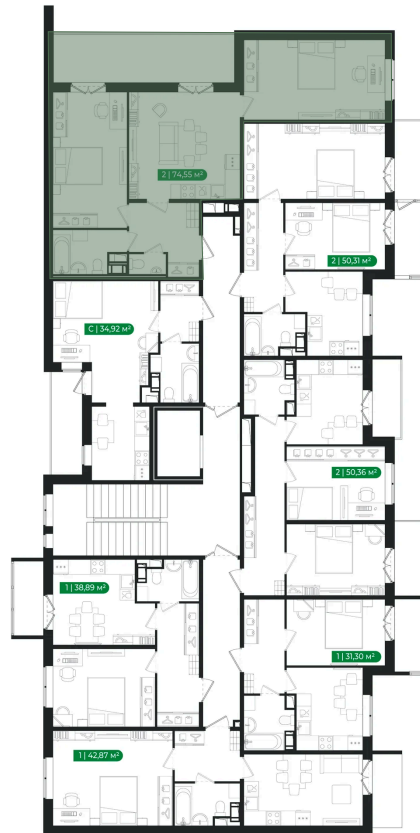 2 | 74,55 м²
2 | 50,31 м²
С | 34,92 м²
2 | 50,36 м²
1 | 38,89 м²
1 | 31,30 м²
1 | 42,87 м²